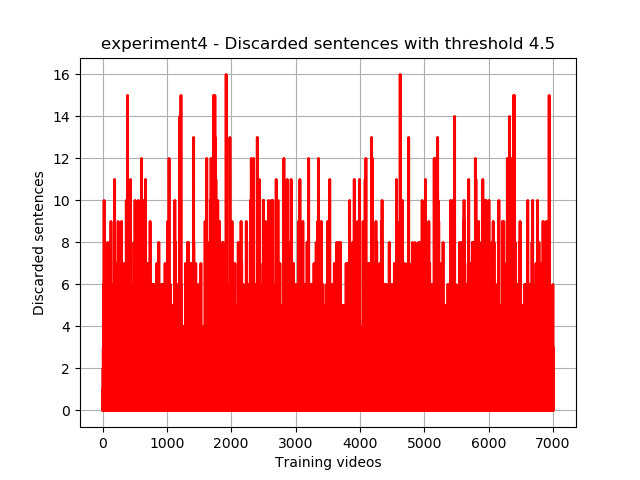 experiment4 - Discarded sentences with threshold 4.5
16
14
12
10
8
6
4
2
0
Discarded sentences
0 1000 2000 3000 4000 5000 6000 7000
Training videos